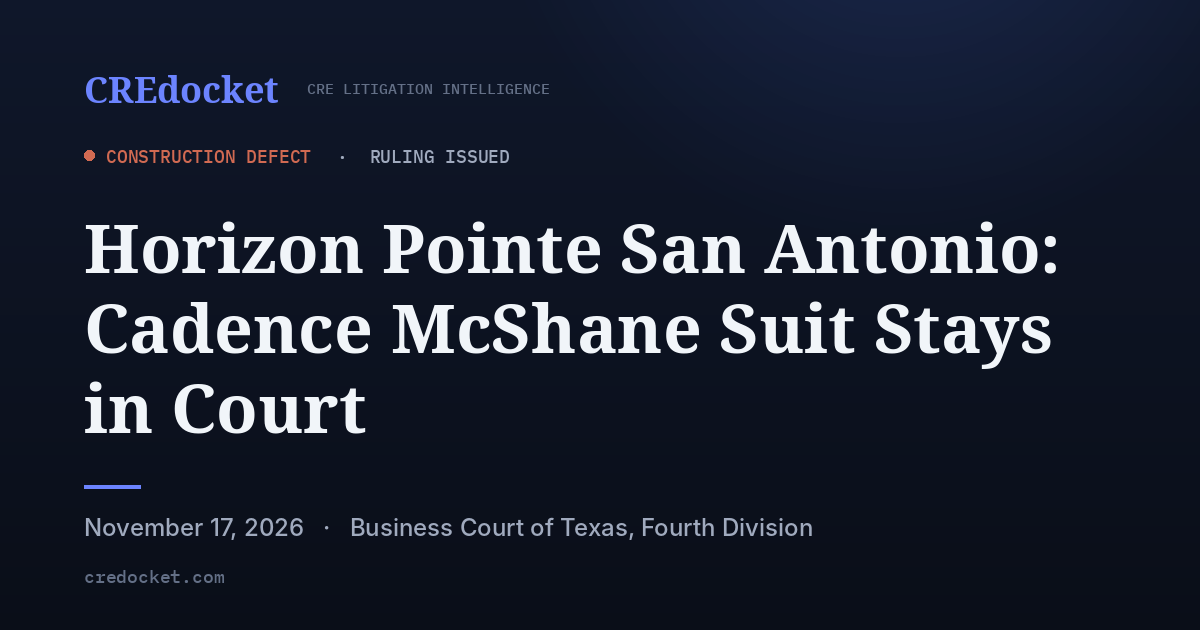 CREdocket CRE LITIGATION INTELLIGENCE
CONSTRUCTION DEFECT · RULING ISSUED
Horizon Pointe San Antonio:
Cadence McShane Suit Stays
in Court
November 17, 2026 · Business Court of Texas, Fourth Division
credocket.com